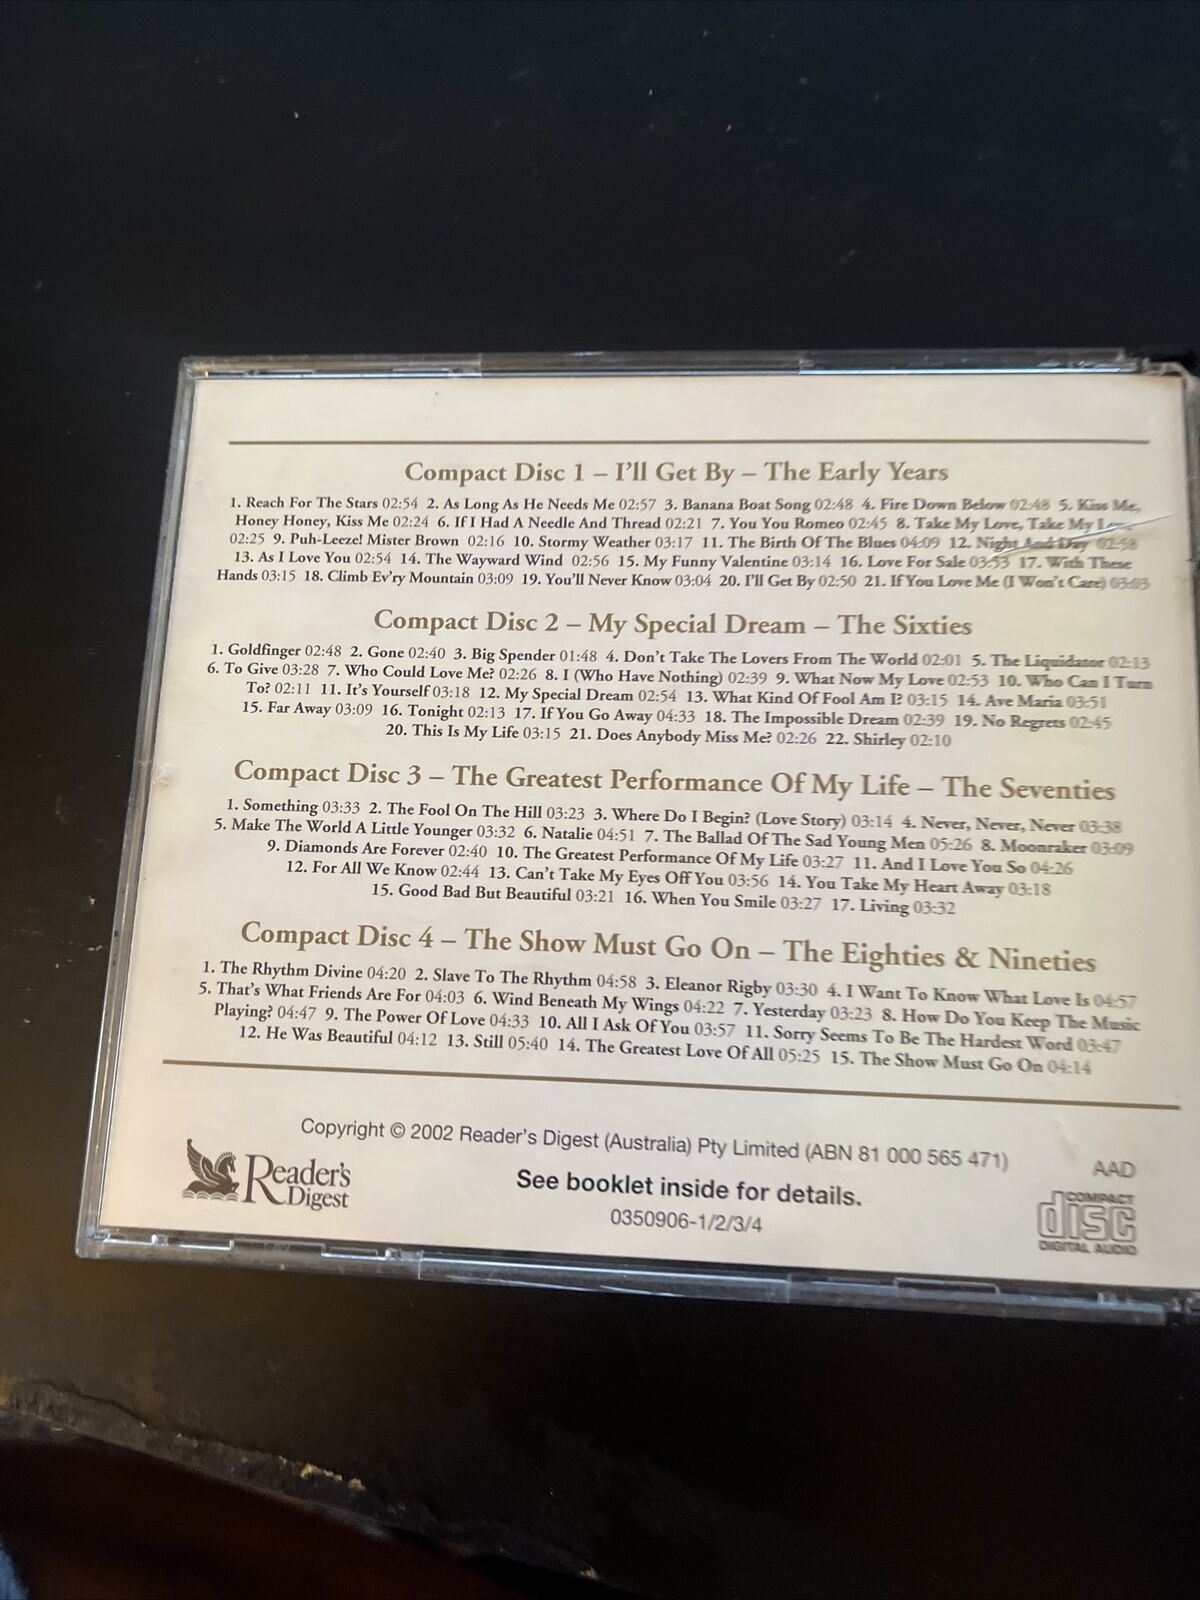 Compact Disc 1 – I'll Get By – The Early Years
1. Reach For The Stars 02:54 2. As Long As He Needs Me 02:57 3. Banana Boat Song 02:48 4. Fire Down Below 02:48 5. Kiss Me,
Honey Honey, Kiss Me 02:24 6. If I Had A Needle And Thread 02:21 7. You You Romeo 02:45 8. Take My Love, Take My
02:25 9. Puh-Leeze! Mister Brown 02:16 10. Stormy Weather 03:17 11. The Birth Of The Blues 04:09 12. Night And Day 02:58
13. As I Love You 02:54 14. The Wayward Wind 02:56 15. My Funny Valentine 03:14 16. Love For Sale 03:53 17. With These
Hands 03:15 18. Climb Ev'ry Mountain 03:09 19. You'll Never Know 03:04 20. I'll Get By 02:50 21. If You Love Me (I Won't Care) 03:03
Compact Disc 2 – My Special Dream – The Sixties
1. Goldfinger 02:48 2. Gone 02:40 3. Big Spender 01:48 4. Don't Take The Lovers From The World 02:01 5. The Liquidator 02:13
6. To Give 03:28 7. Who Could Love Me? 02:26 8. I (Who Have Nothing) 02:39 9. What Now My Love 02:53 10. Who Can I Turn
To? 02:11 11. It's Yourself 03:18 12. My Special Dream 02:54 13. What Kind Of Fool Am I? 03:15 14. Ave Maria 03:51
15. Far Away 03:09 16. Tonight 02:13 17. If You Go Away 04:33 18. The Impossible Dream 02:39 19. No Regrets 02:45
20. This Is My Life 03:15 21. Does Anybody Miss Me? 02:26 22. Shirley 02:10
Compact Disc 3 – The Greatest Performance Of My Life – The Seventies
1. Something 03:33 2. The Fool On The Hill 03:23 3. Where Do I Begin? (Love Story) 03:14 4. Never, Never, Never 03:38
5. Make The World A Little Younger 03:32 6. Natalie 04:51 7. The Ballad Of The Sad Young Men 05:26 8. Moonraker 03:09
9. Diamonds Are Forever 02:40 10. The Greatest Performance Of My Life 03:27 11. And I Love You So 04:26
12. For All We Know 02:44 13. Can't Take My Eyes Off You 03:56 14. You Take My Heart Away 03:18
15. Good Bad But Beautiful 03:21 16. When You Smile 03:27 17. Living 03:32
Compact Disc 4 – The Show Must Go On – The Eighties & Nineties
1. The Rhythm Divine 04:20 2. Slave To The Rhythm 04:58 3. Eleanor Rigby 03:30 4. I Want To Know What Love Is 04:57
5. That's What Friends Are For 04:03 6. Wind Beneath My Wings 04:22 7. Yesterday 03:23 8. How Do You Keep The Music
Playing? 04:47 9. The Power Of Love 04:33 10. All I Ask Of You 03:57 11. Sorry Seems To Be The Hardest Word 03:47
12. He Was Beautiful 04:12 13. Still 05:40 14. The Greatest Love Of All 05:25 15. The Show Must Go On 04:14
Copyright © 2002 Reader's Digest (Australia) Pty Limited (ABN 81 000 565 471)
Reader's
Digest
See booklet inside for details.
0350906-1/2/3/4
AAD
COMPACT
disc
DIGITAL AUDIO